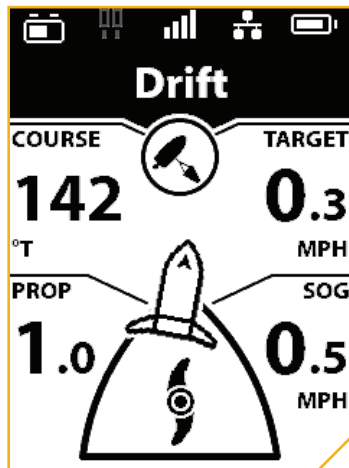 Drift
COURSE
142
°T
TARGET
0.3
MPH
PROP
1.0
SOG
0.5
MPH